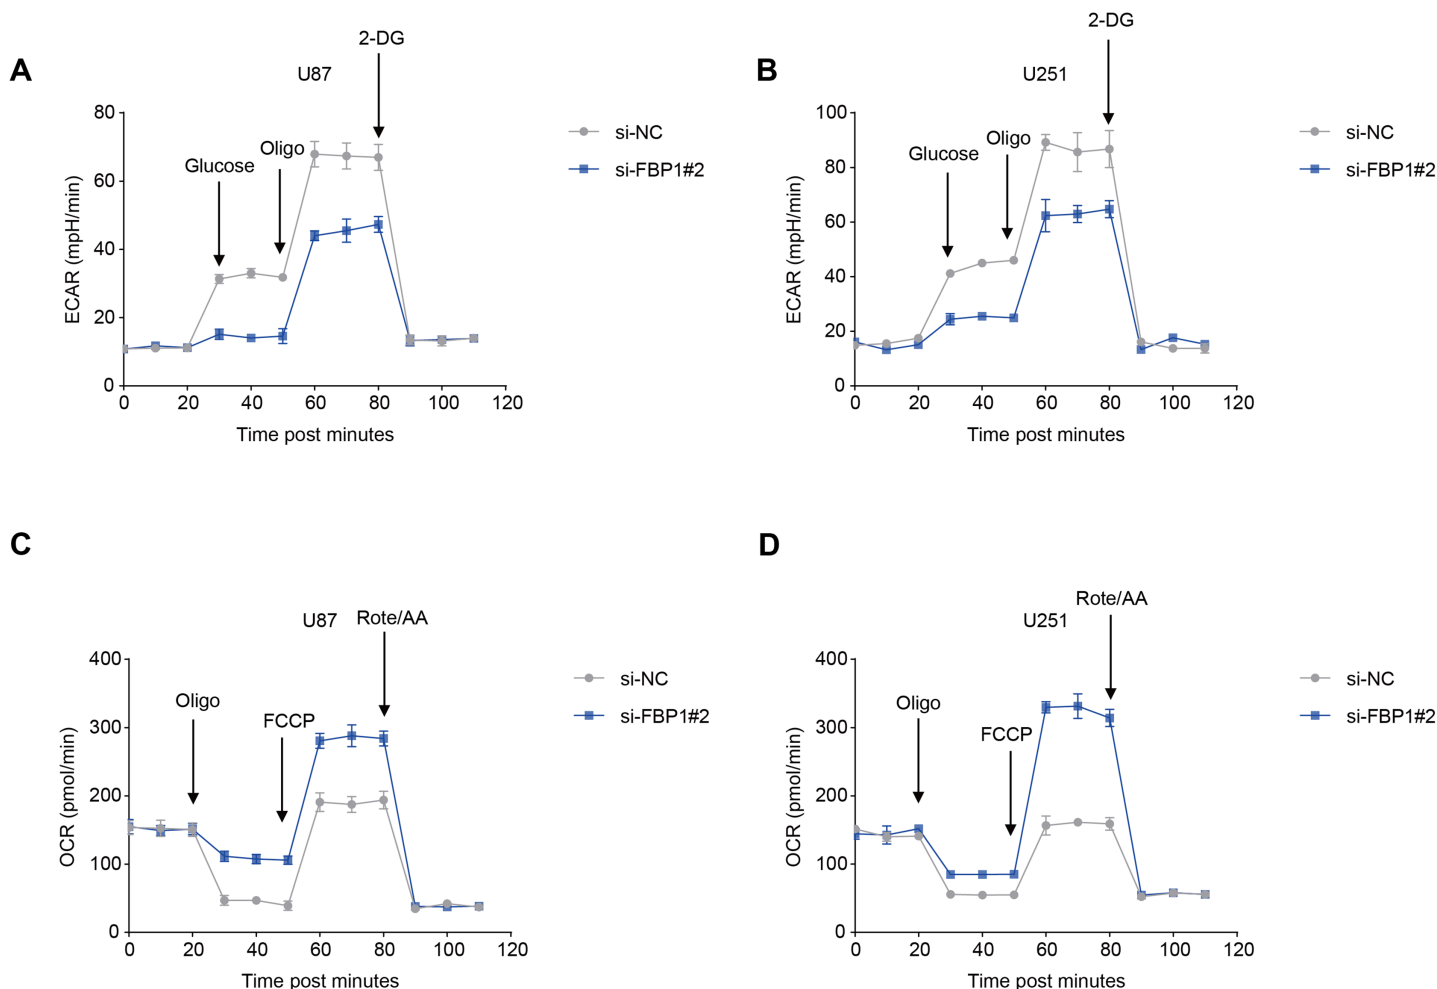 A
U87
2-DG
Glucose
Oligo
si-NC
si-FBP1#2
ECAR (mpH/min)
80
60
40
20
0
0 20 40 60 80 100 120
Time post minutes
B
U251
2-DG
Glucose
Oligo
si-NC
si-FBP1#2
ECAR (mpH/min)
100
80
60
40
20
0
0 20 40 60 80 100 120
Time post minutes
C
U87
Rote/AA
Oligo
FCCP
si-NC
si-FBP1#2
OCR (pmol/min)
400
300
200
100
0
0 20 40 60 80 100 120
Time post minutes
D
U251
Rote/AA
Oligo
FCCP
si-NC
si-FBP1#2
OCR (pmol/min)
400
300
200
100
0
0 20 40 60 80 100 120
Time post minutes